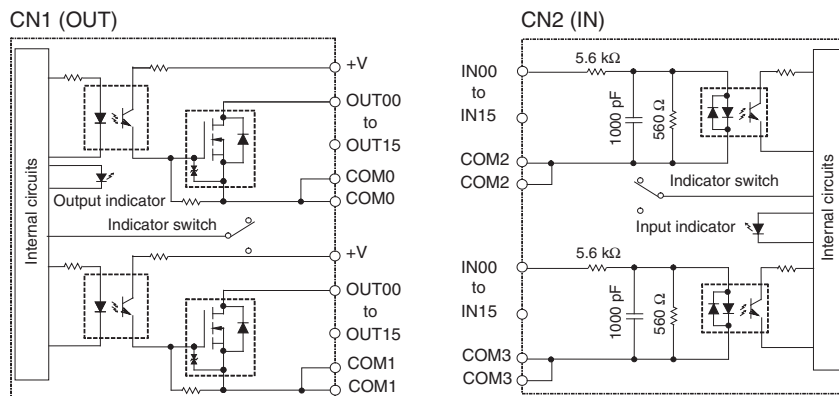 CN1 (OUT)
Internal circuits
+V
OUT00
to
OUT15
COM0
COM0
Output indicator
Indicator switch
+V
OUT00
to
OUT15
COM1
COM1
CN2 (IN)
IN00
to
IN15
COM2
COM2
5.6 kΩ
1000 pF
560 Ω
Indicator switch
Input indicator
Internal circuits
IN00
to
IN15
COM3
COM3
5.6 kΩ
1000 pF
560 Ω